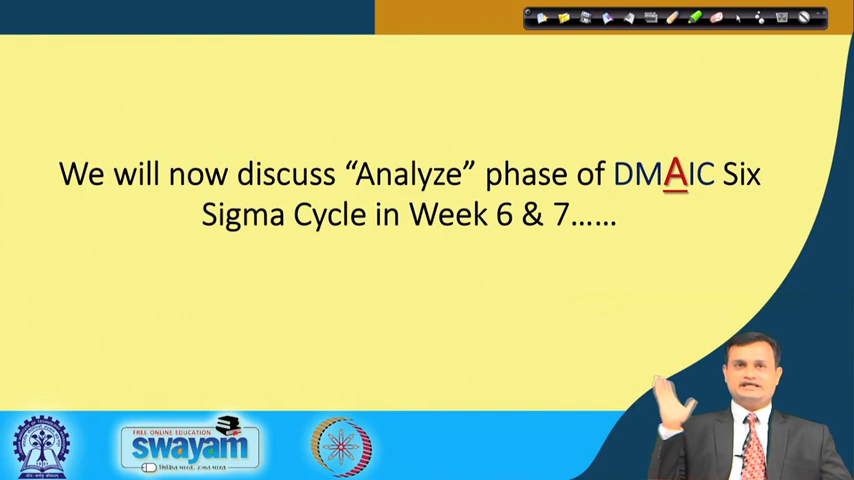 We will now discuss “Analyze” phase of DMAIC Six
Sigma Cycle in Week 6 & 7......
FREE ONLINE EDUCATION
swayam